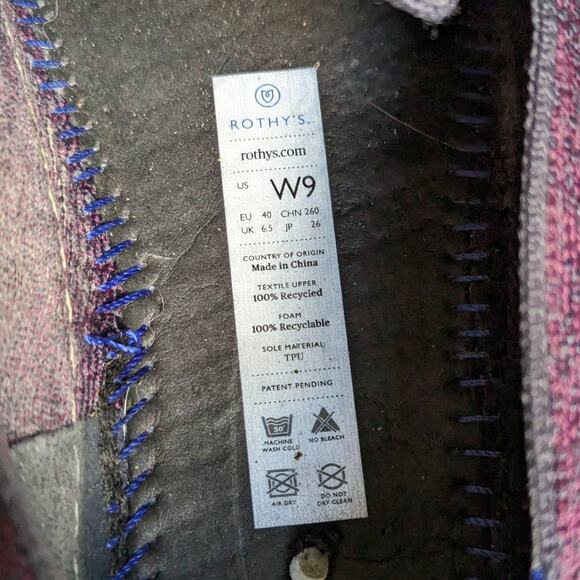 ROTHY'S
rothys.com
US W9
EU 40 CHN 260
UK 6.5 JP 26
COUNTRY OF ORIGIN
Made in China
TEXTILE UPPER
100% Recycled
FOAM
100% Recyclable
SOLE MATERIAL
TPU
PATENT PENDING
30°
MACHINE WASH COLD
NO BLEACH
AIR DRY
DO NOT DRY CLEAN